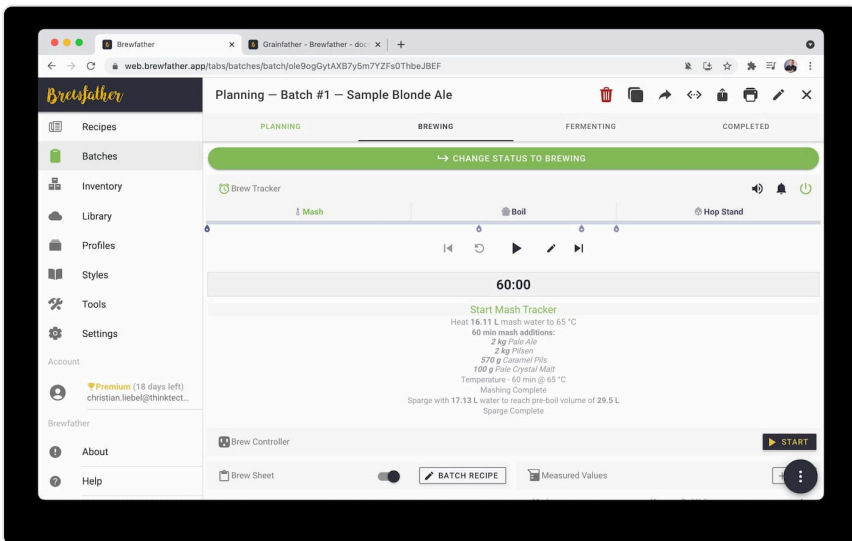 Brewfather
Grainfather - Brewfather - doc
web.brewfather.app/tabs/batches/batch/ole9ogGytAXB7y5m7YZFs0ThbeJBEF
Brewfather
Planning — Batch #1 — Sample Blonde Ale
Recipes
Batches
Inventory
Library
Profiles
Styles
Tools
Settings
Account
Premium (18 days left)
christian.liebel@thinktect...
Brewfather
About
Help
PLANNING
BREWING
FERMENTING
COMPLETED
CHANGE STATUS TO BREWING
Brew Tracker
Mash
Boil
Hop Stand
60:00
Start Mash Tracker
Heat 16.11 L mash water to 65 °C
60 min mash additions:
2 kg Pale Ale
2 kg Pilsen
570 g Caramel Pils
100 g Pale Crystal Malt
Temperature - 60 min @ 65 °C
Mashing Complete
Sparge with 17.13 L water to reach pre-boil volume of 29.5 L
Sparge Complete
Brew Controller
START
Brew Sheet
BATCH RECIPE
Measured Values